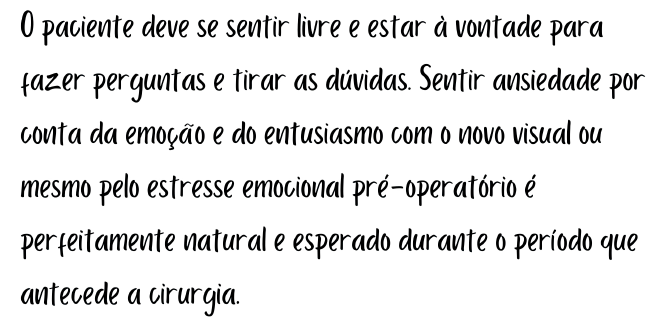 O paciente deve se sentir livre e estar à vontade para
fazer perguntas e tirar as dúvidas. Sentir ansiedade por
conta da emoção e do entusiasmo com o novo visual ou
mesmo pelo estresse emocional pré-operatório é
perfeitamente natural e esperado durante o período que
antecede a cirurgia.